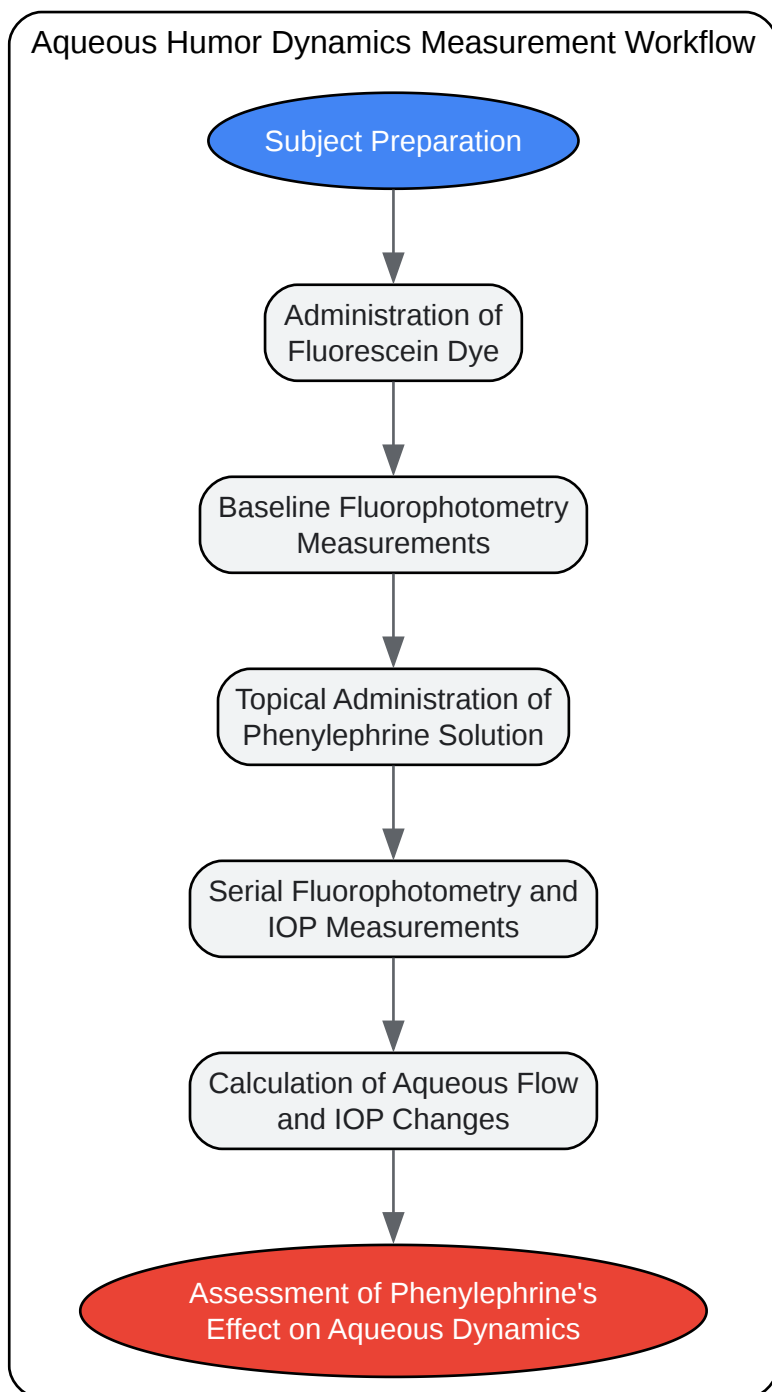 Aqueous Humor Dynamics Measurement Workflow
Subject Preparation
Administration of
Fluorescein Dye
Baseline Fluorophotometry
Measurements
Topical Administration of
Phenylephrine Solution
Serial Fluorophotometry and
IOP Measurements
Calculation of Aqueous Flow
and IOP Changes
Assessment of Phenylephrine's
Effect on Aqueous Dynamics